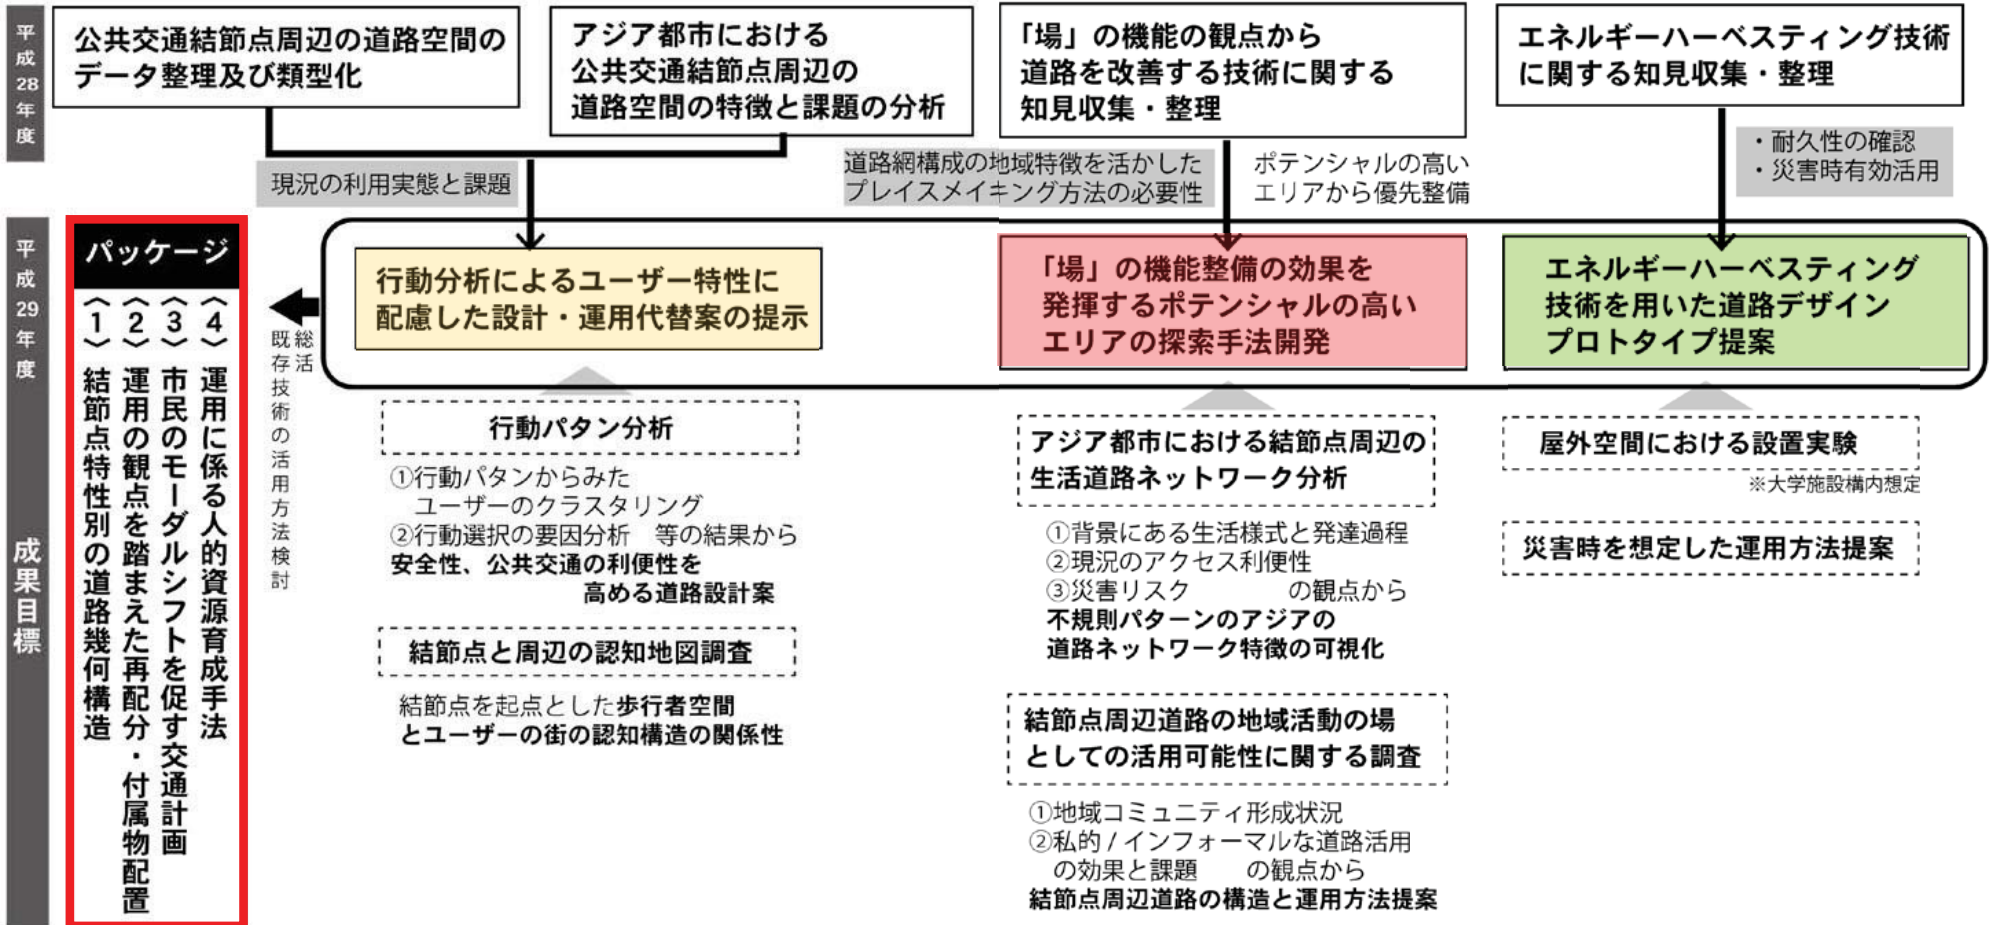 平成28年度
公共交通結節点周辺の道路空間の
データ整理及び類型化
アジア都市における
公共交通結節点周辺の
道路空間の特徴と課題の分析
「場」の機能の観点から
道路を改善する技術に関する
知見収集・整理
エネルギーハーベスティング技術
に関する知見収集・整理
現況の利用実態と課題
道路網構成の地域特徴を活かした
プレイスメイキング方法の必要性
ポテンシャルの高い
エリアから優先整備
・耐久性の確認
・災害時有効活用
平成29年度
成果目標
パッケージ
〈1〉結節点特性別の道路幾何構造
〈2〉運用の観点を踏まえた再配分・付属物配置
〈3〉市民のモーダルシフトを促す交通計画
〈4〉運用に係る人的資源育成手法
総活
既存技術の活用方法検討
行動分析によるユーザー特性に
配慮した設計・運用代替案の提示
「場」の機能整備の効果を
発揮するポテンシャルの高い
エリアの探索手法開発
エネルギーハーベスティング
技術を用いた道路デザイン
プロトタイプ提案
行動パタン分析
①行動パタンからみた
ユーザーのクラスタリング
②行動選択の要因分析 等の結果から
安全性、公共交通の利便性を
高める道路設計案
結節点と周辺の認知地図調査
結節点を起点とした歩行者空間
とユーザーの街の認知構造の関係性
アジア都市における結節点周辺の
生活道路ネットワーク分析
①背景にある生活様式と発達過程
②現況のアクセス利便性
③災害リスク の観点から
不規則パターンのアジアの
道路ネットワーク特徴の可視化
結節点周辺道路の地域活動の場
としての活用可能性に関する調査
①地域コミュニティ形成状況
②私的/インフォーマルな道路活用
の効果と課題 の観点から
結節点周辺道路の構造と運用方法提案
屋外空間における設置実験
※大学施設構内想定
災害時を想定した運用方法提案